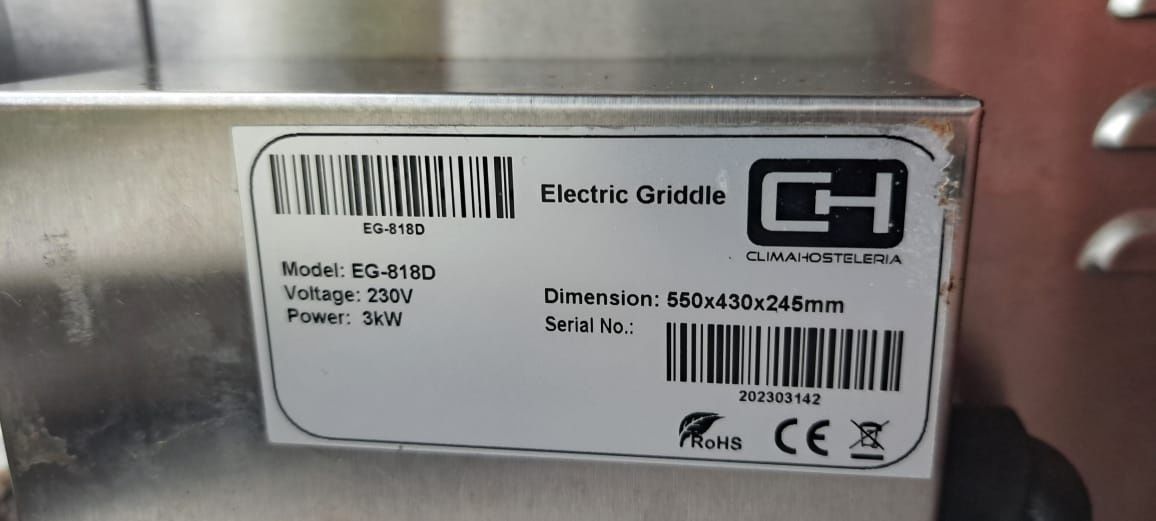 EG-818D
Electric Griddle
CH
CLIMAHOSTELERIA
Model: EG-818D
Voltage: 230V
Power: 3kW
Dimension: 550x430x245mm
Serial No.:
202303142
RoHS
CE